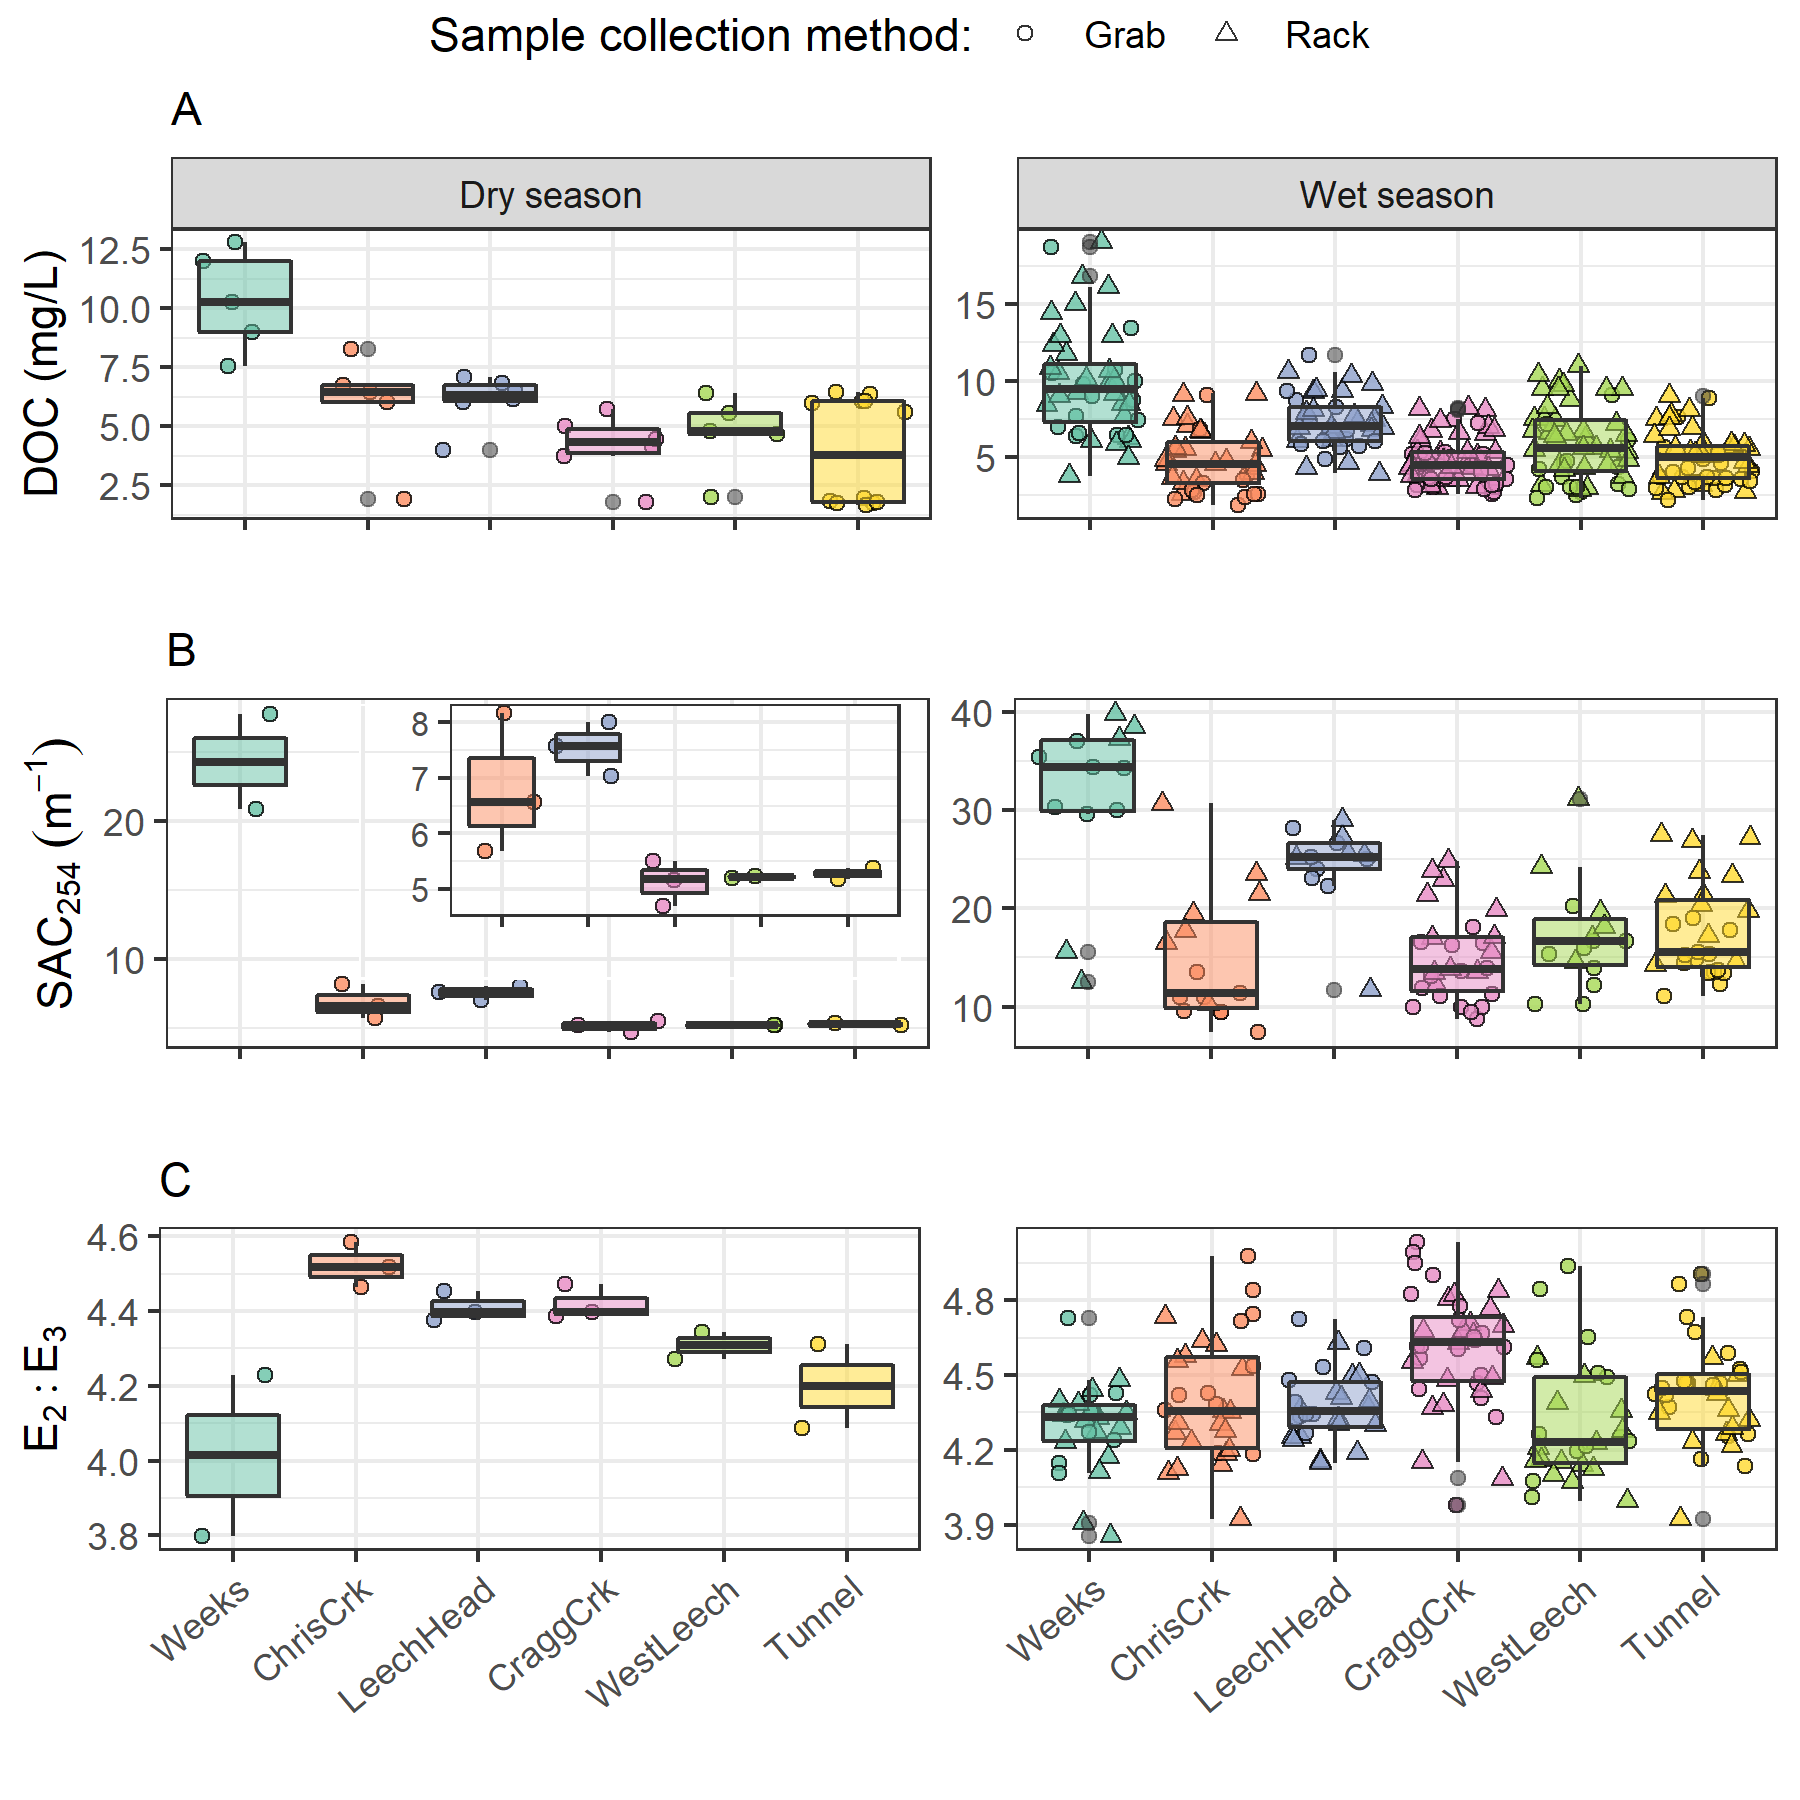 Sample collection method: Grab Rack
A
Dry season Wet season
DOC (mg/L)
12.5
10.0
7.5
5.0
2.5
15
10
5
B
SAC254 (m−1)
20
10
8
7
6
5
40
30
20
10
C
E2 : E3
4.6
4.4
4.2
4.0
3.8
4.8
4.5
4.2
3.9
Weeks ChrisCrk LeechHead CraggCrk WestLeech Tunnel
Weeks ChrisCrk LeechHead CraggCrk WestLeech Tunnel